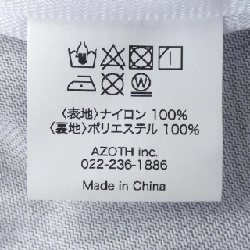 〈表地〉ナイロン 100%
〈裏地〉ポリエステル 100%
AZOTH inc.
022-236-1886
Made in China